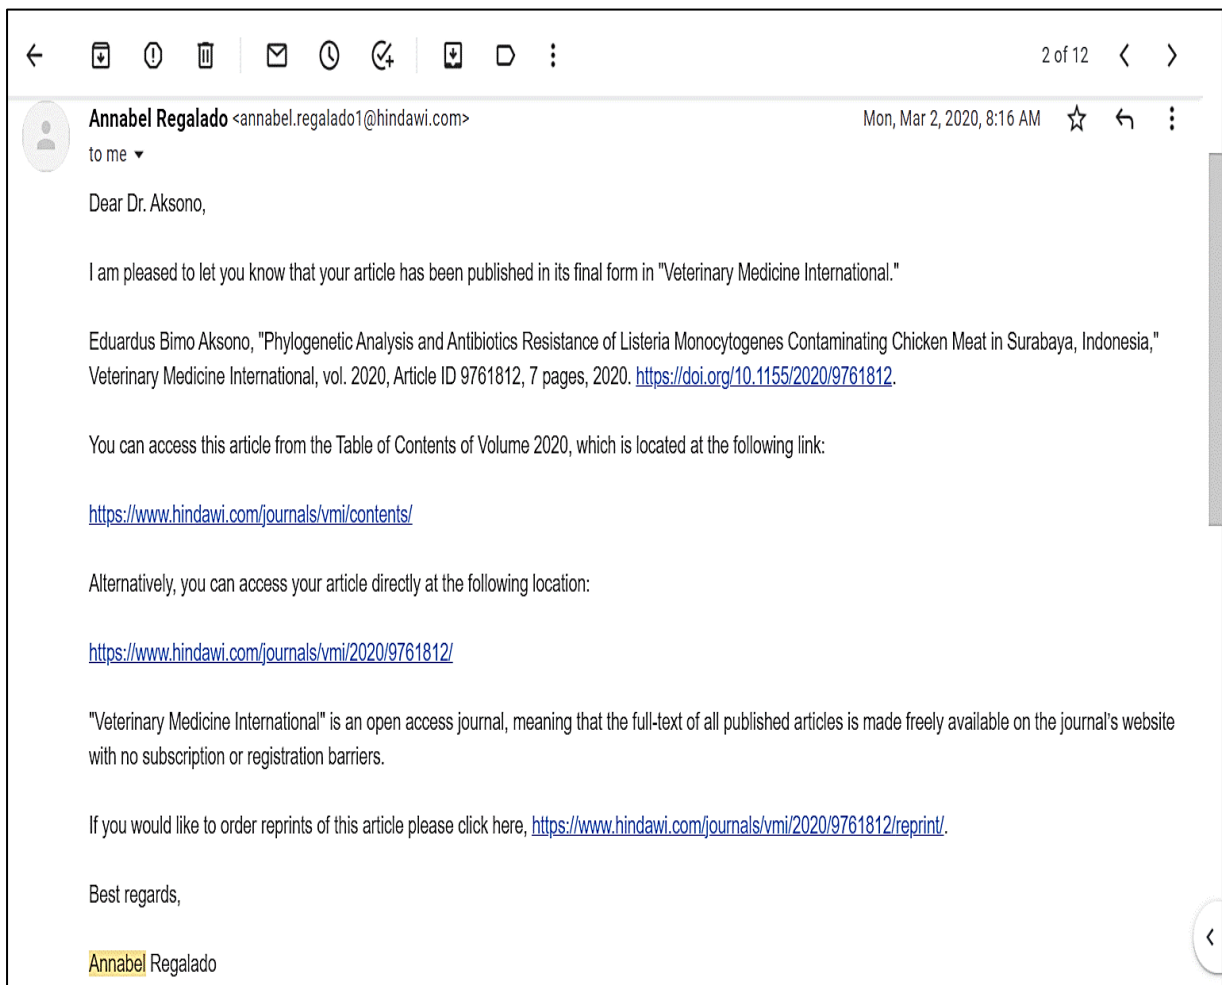 2 of 12
Annabel Regalado <annabel.regalado1@hindawi.com>
Mon, Mar 2, 2020, 8:16 AM
to me
Dear Dr. Aksono,
I am pleased to let you know that your article has been published in its final form in "Veterinary Medicine International."
Eduardus Bimo Aksono, "Phylogenetic Analysis and Antibiotics Resistance of Listeria Monocytogenes Contaminating Chicken Meat in Surabaya, Indonesia,"
Veterinary Medicine International, vol. 2020, Article ID 9761812, 7 pages, 2020. https://doi.org/10.1155/2020/9761812.
You can access this article from the Table of Contents of Volume 2020, which is located at the following link:
https://www.hindawi.com/journals/vmi/contents/
Alternatively, you can access your article directly at the following location:
https://www.hindawi.com/journals/vmi/2020/9761812/
"Veterinary Medicine International" is an open access journal, meaning that the full-text of all published articles is made freely available on the journal's website
with no subscription or registration barriers.
If you would like to order reprints of this article please click here, https://www.hindawi.com/journals/vmi/2020/9761812/reprint/.
Best regards,
Annabel Regalado